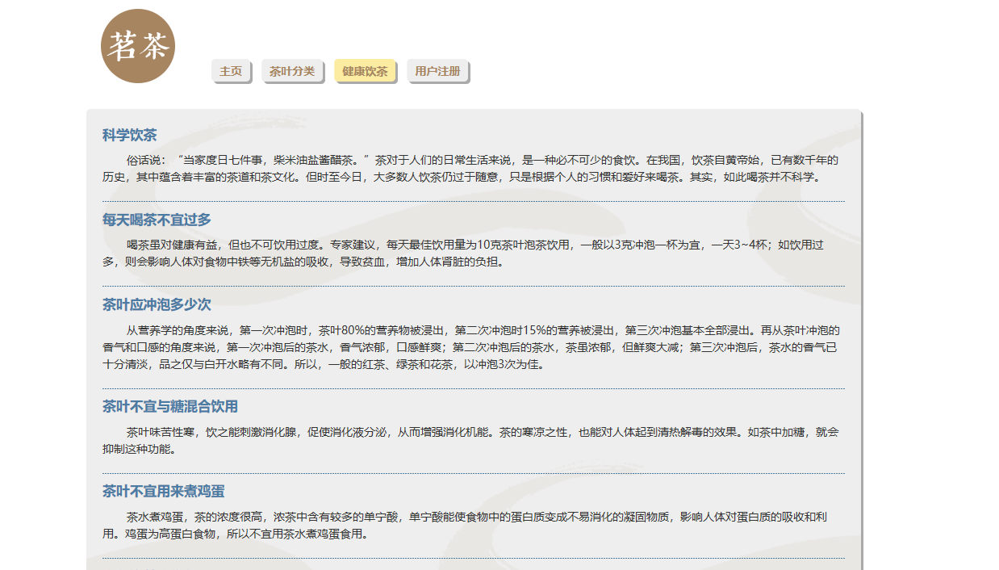 茗茶
主页 茶叶分类 健康饮茶 用户注册
科学饮茶
俗话说：“当家度日七件事，柴米油盐酱醋茶。”茶对于人们的日常生活来说，是一种必不可少的食饮。在我国，饮茶自黄帝始，已有数千年的
历史，其中蕴含着丰富的茶道和茶文化。但时至今日，大多数人饮茶仍过于随意，只是根据个人的习惯和爱好来喝茶。其实，如此喝茶并不科学。
每天喝茶不宜过多
喝茶虽对健康有益，但也不可饮用过度。专家建议，每天最佳饮用量为10克茶叶泡茶饮用，一般以3克冲泡一杯为宜，一天3~4杯；如饮用过
多，则会影响人体对食物中铁等无机盐的吸收，导致贫血，增加人体肾脏的负担。
茶叶应冲泡多少次
从营养学的角度来说，第一次冲泡时，茶叶80%的营养物被浸出，第二次冲泡时15%的营养被浸出，第三次冲泡基本全部浸出。再从茶叶冲泡的
香气和口感的角度来说，第一次冲泡后的茶水，香气浓郁，口感鲜爽；第二次冲泡后的茶水，茶虽浓郁，但鲜爽大减；第三次冲泡后，茶水的香气已
十分清淡，品之仅与白开水略有不同。所以，一般的红茶、绿茶和花茶，以冲泡3次为佳。
茶叶不宜与糖混合饮用
茶叶味苦性寒，饮之能刺激消化腺，促使消化液分泌，从而增强消化机能。茶的寒凉之性，也能对人体起到清热解毒的效果。如茶中加糖，就会
抑制这种功能。
茶叶不宜用来煮鸡蛋
茶水煮鸡蛋，茶的浓度很高，浓茶中含有较多的单宁酸，单宁酸能使食物中的蛋白质变成不易消化的凝固物质，影响人体对蛋白质的吸收和利
用。鸡蛋为高蛋白食物，所以不宜用茶水煮鸡蛋食用。